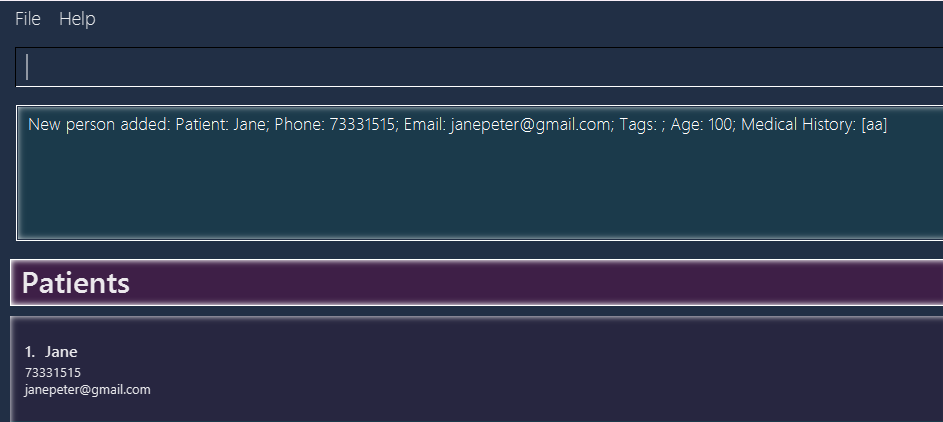 File Help
New person added: Patient: Jane; Phone: 73331515; Email: janepeter@gmail.com; Tags: ; Age: 100; Medical History: [aa]
Patients
1. Jane
73331515
janepeter@gmail.com